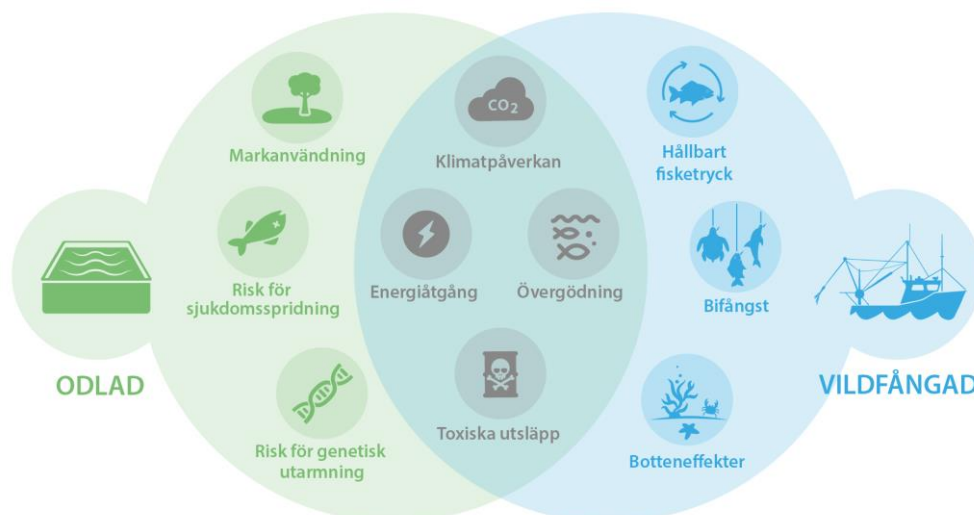 CO₂
Markanvändning
Klimatpåverkan
Hållbart
fisketryck
Risk för
sjukdomsspridning
Energiåtgång
Övergödning
Bifångst
ODLAD
VILDFÅNGAD
Risk för genetisk
utarmning
Toxiska utsläpp
Botteneffekter